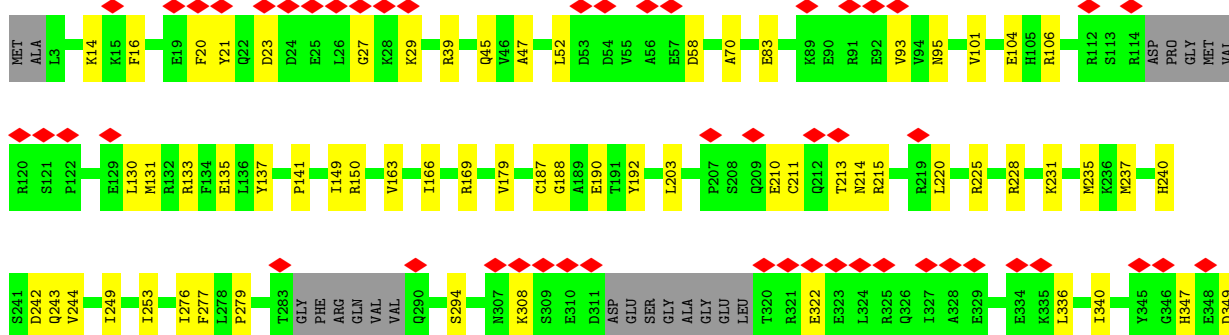 MET ALA L3 K14 K15 F16 E19 F20 Y21 Q22 D23 D24 E25 L26 G27 K28 K29 R39 Q45 V46 A47 L52 D53 D54 V55 A56 E57 D58 A70 E83 K89 E90 R91 E92 V93 V94 N95 V101 E104 H105 R106 R112 S113 R114 ASP PRO GLY MET VAL
R120 S121 P122 E129 L130 M131 R132 R133 F134 E135 L136 Y137 P141 I149 R150 V163 I166 R169 V179 C187 G188 A189 E190 T191 Y192 L203 P207 S208 Q209 E210 C211 Q212 T213 N214 R215 R219 L220 R225 R228 K231 M235 K236 M237 H240
S241 D242 Q243 V244 I249 I253 I276 F277 L278 P279 T283 GLY PHE ARG GLN VAL VAL Q290 S294 N307 K308 S309 E310 D311 ASP GLU SER GLY ALA GLY GLU LEU T320 R321 E322 E323 L324 R325 Q326 I327 A328 E329 E334 K335 L336 I340 Y345 G346 H347 E348 D349